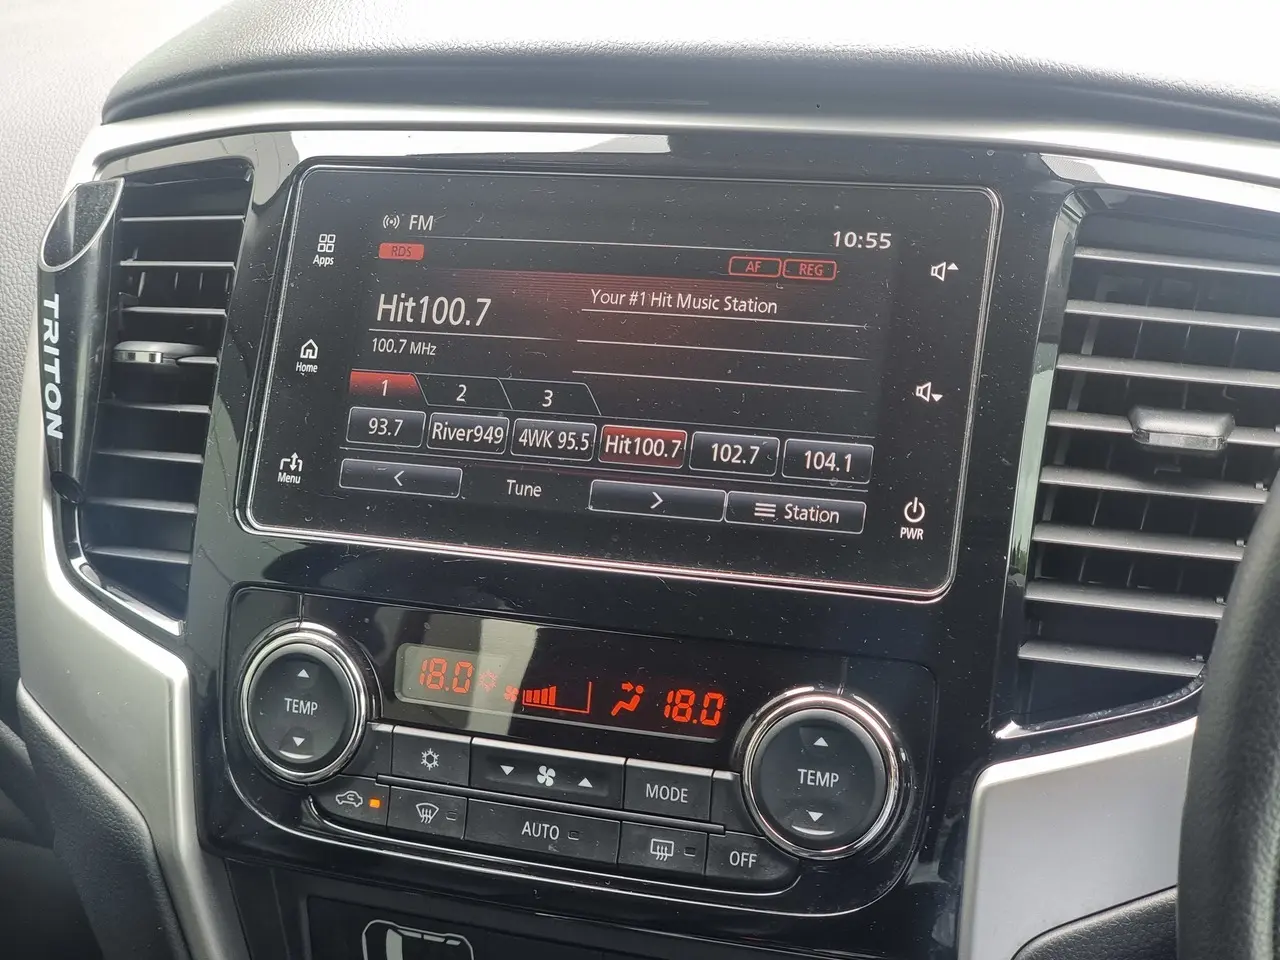 FM
10:55
Apps
RDS
AF
REG
Hit100.7
Your #1 Hit Music Station
100.7 MHz
Home
1
2
3
93.7
River949
4WK 95.5
Hit100.7
102.7
104.1
Menu
<
Tune
>
Station
PWR
TRITON
18.0
18.0
TEMP
TEMP
MODE
AUTO
OFF